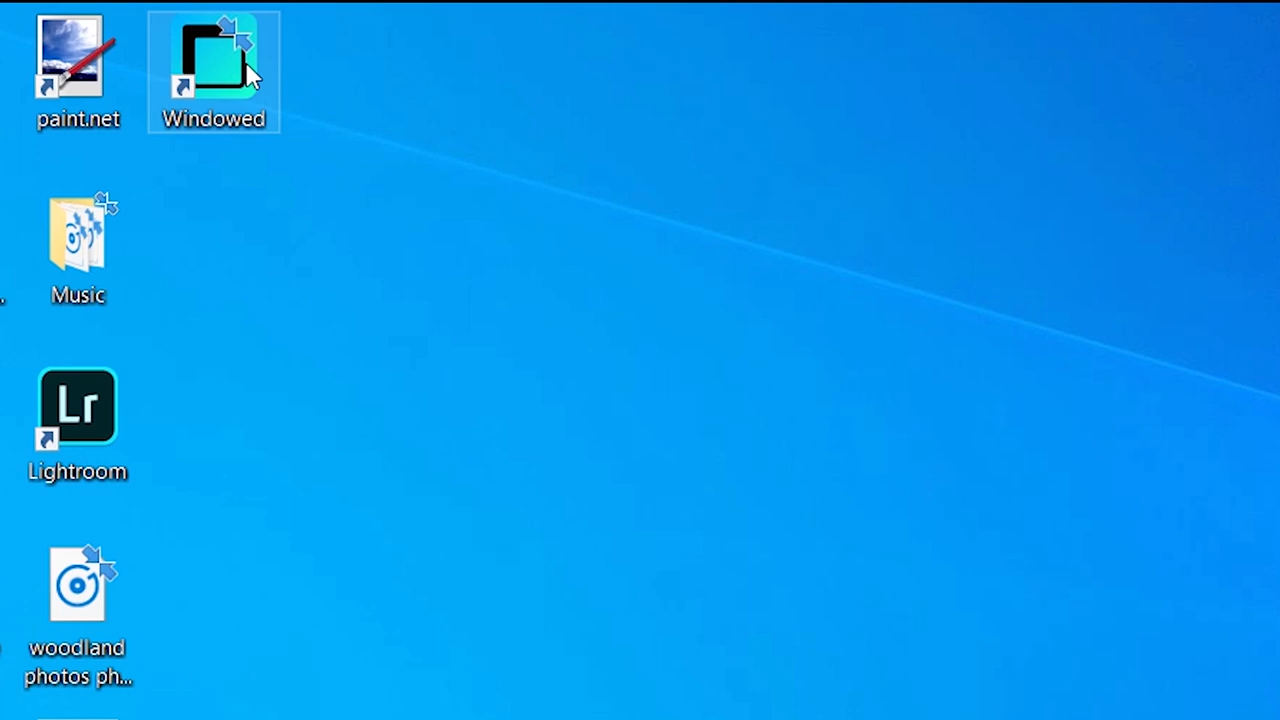 paint.net
Windowed
Music
Lr
Lightroom
woodland
photos ph...